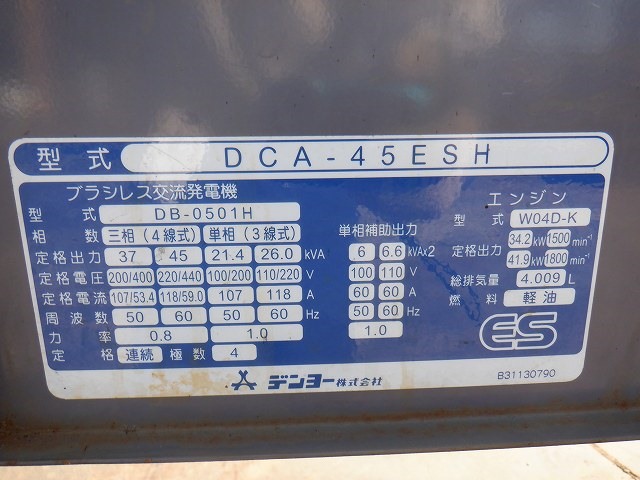 型式 DCA-45ESH
ブラシレス交流発電機
型式 DB-0501H
相数 三相(4線式) 単相(3線式)
定格出力 37 45 21.4 26.0 kVA
定格電圧 200/400 220/440 100/200 110/220 V
定格電流 107/53.4 118/59.0 107 118 A
周波数 50 60 50 60 Hz
力率 0.8 1.0
定格 連続 極数 4
単相補助出力
6 6.6 kVA×2
100 110 V
60 60 A
50 60 Hz
1.0
エンジン
型式 W04D-K
定格出力 34.2 kW 1500 min⁻¹
41.9 kW 1800 min⁻¹
総排気量 4.009 L
燃料 軽油
ES
デンヨー株式会社
B31130790